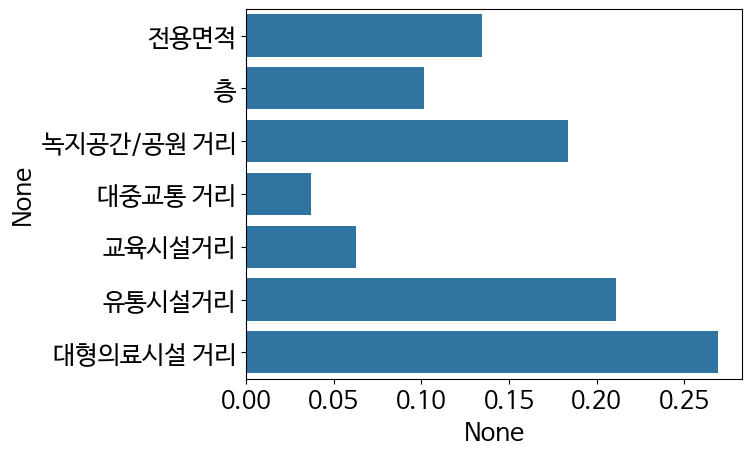 전용면적
층
녹지공간/공원 거리
대중교통 거리
교육시설거리
유통시설거리
대형의료시설 거리
None
0.00 0.05 0.10 0.15 0.20 0.25
None